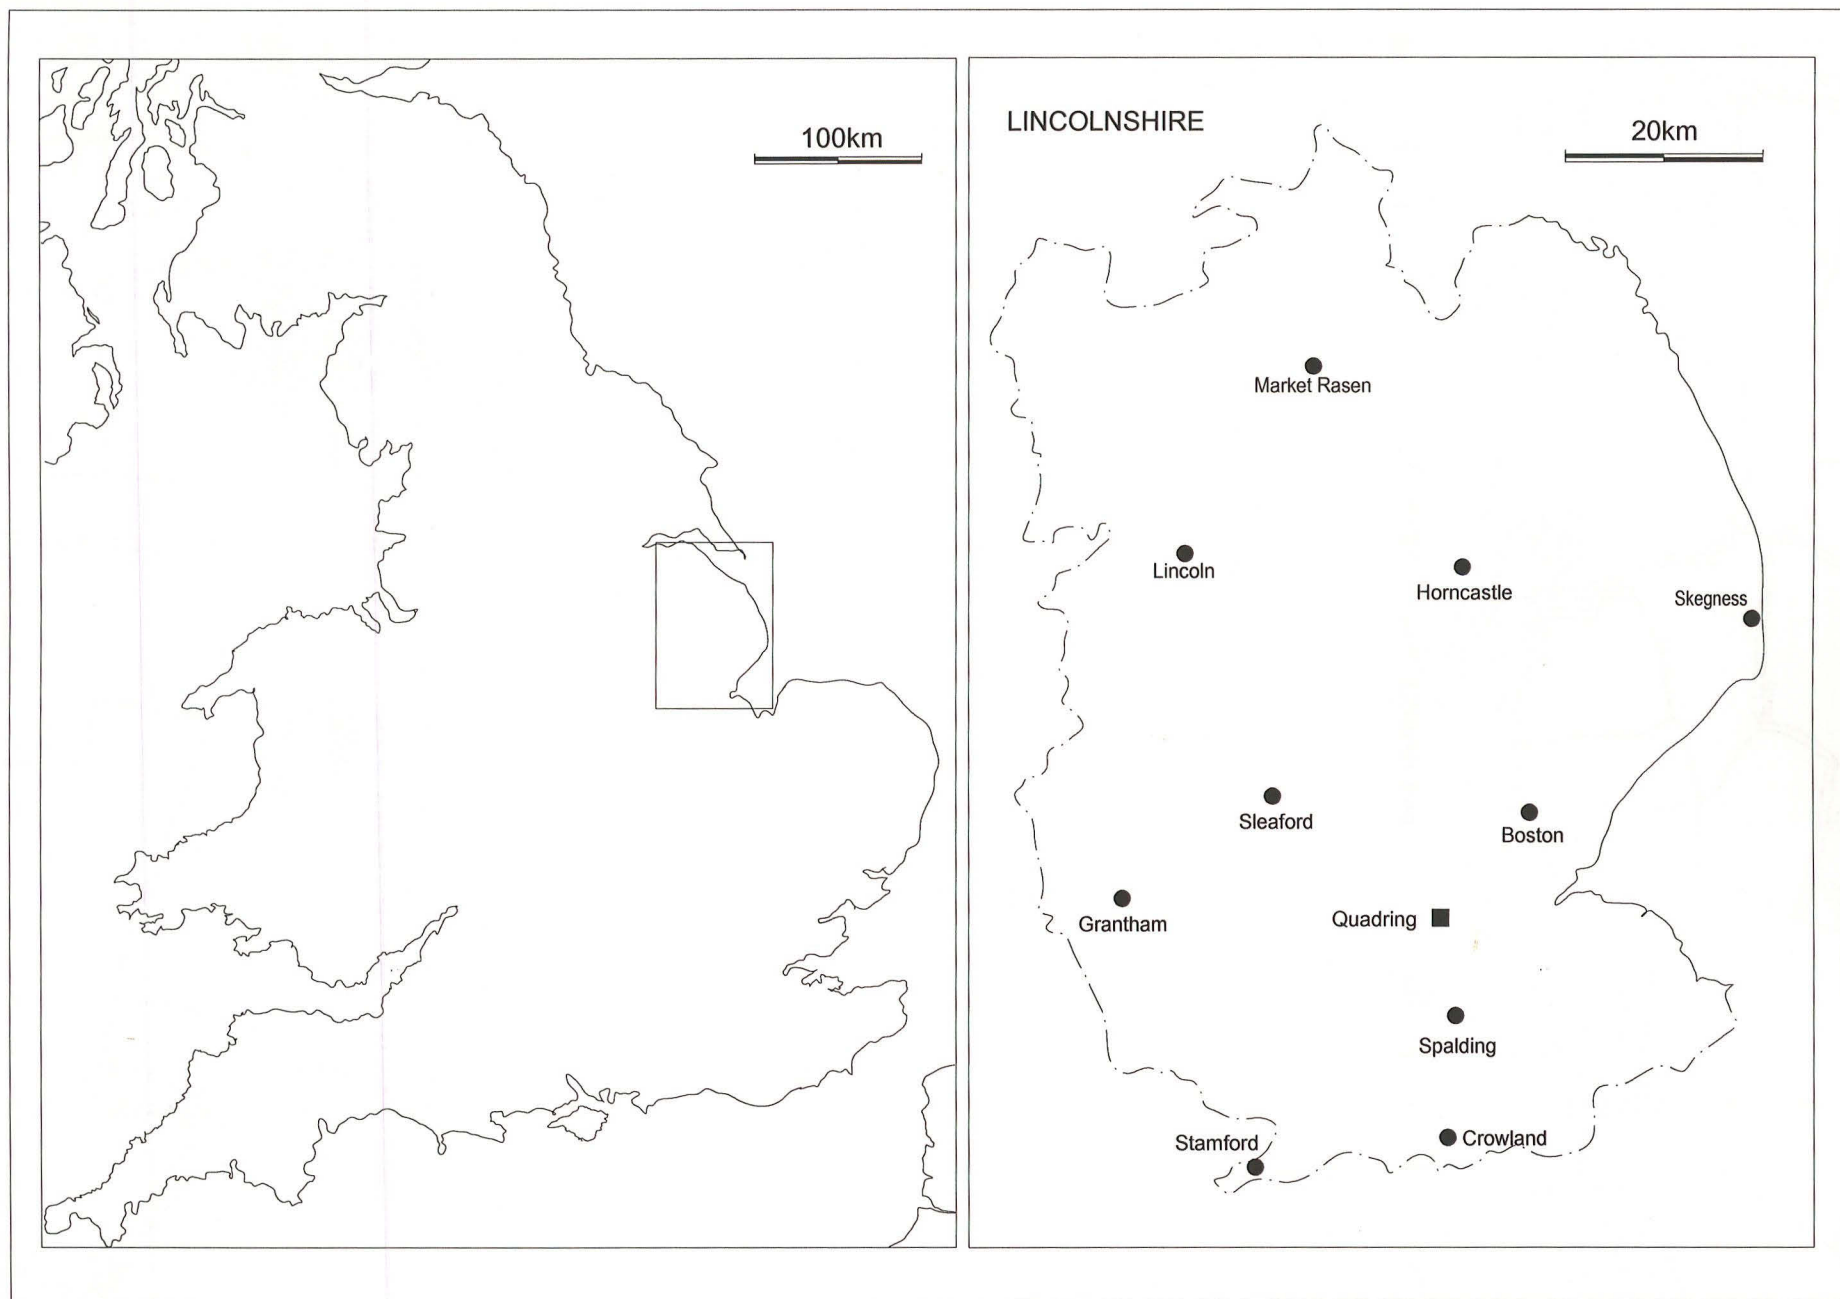 100km
LINCOLNSHIRE
20km
Market Rasen
Lincoln
Horncastle
Skegness
Sleaford
Boston
Grantham
Quadring
Spalding
Stamford
Crowland